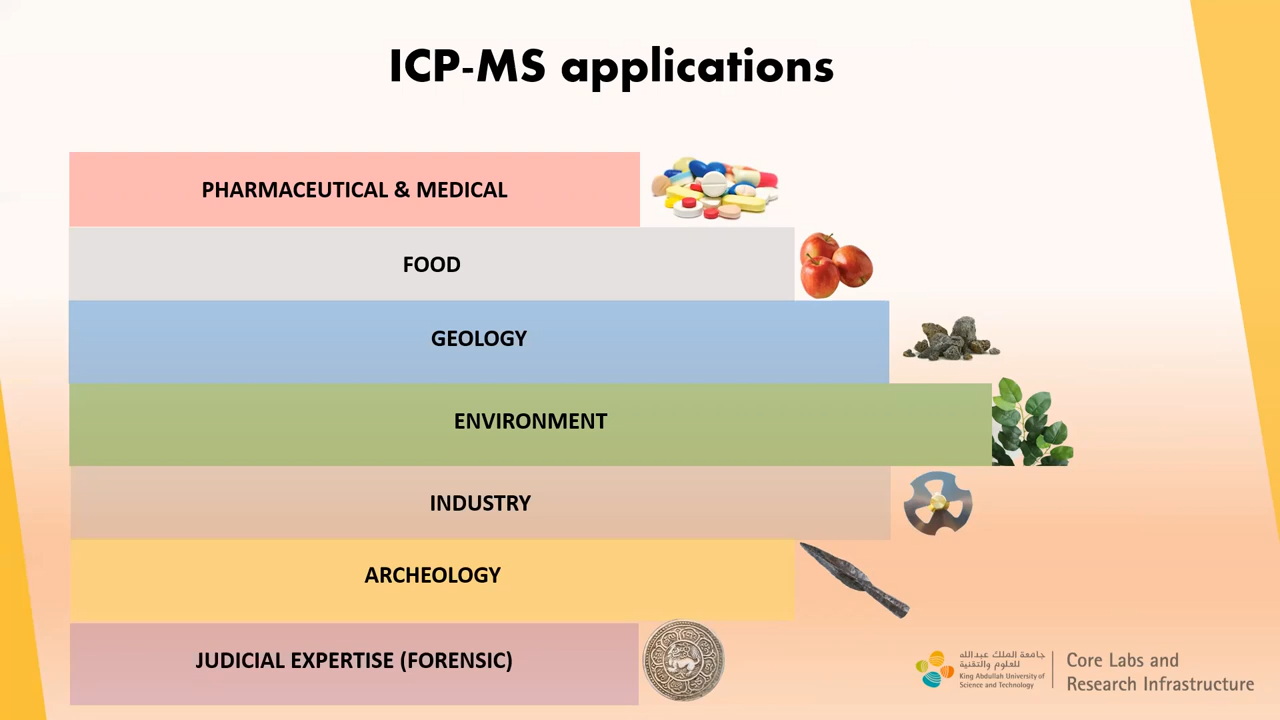 ICP-MS applications
PHARMACEUTICAL & MEDICAL
FOOD
GEOLOGY
ENVIRONMENT
INDUSTRY
ARCHEOLOGY
JUDICIAL EXPERTISE (FORENSIC)
جامعة الملك عبدالله
للعلوم والتقنية
King Abdullah University of
Science and Technology
Core Labs and
Research Infrastructure